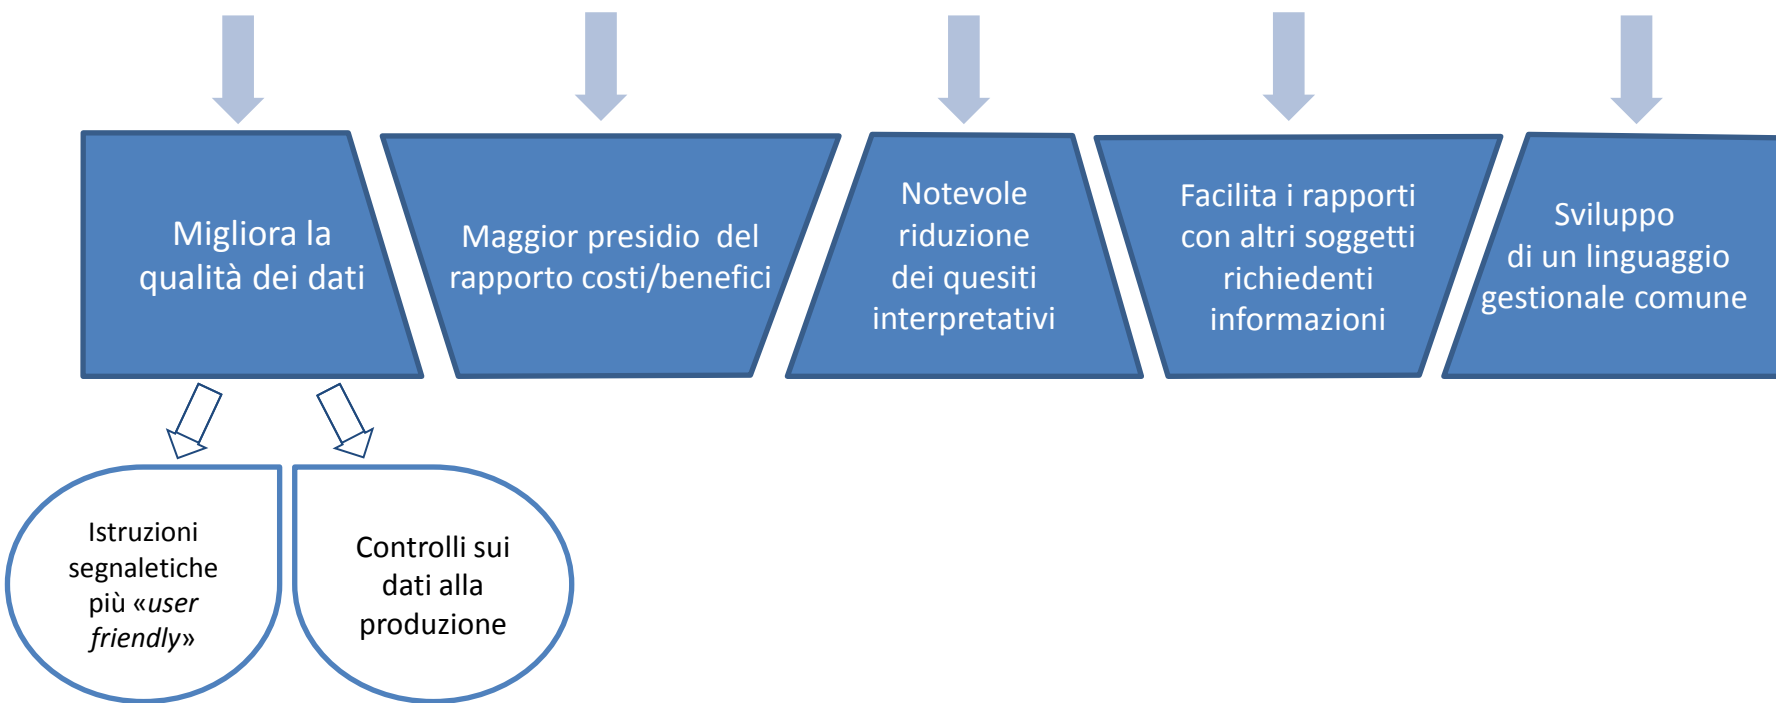 Migliora la
qualità dei dati
Maggior presidio del
rapporto costi/benefici
Notevole
riduzione
dei quesiti
interpretativi
Facilita i rapporti
con altri soggetti
richiedenti
informazioni
Sviluppo
di un linguaggio
gestionale comune
Istruzioni
segnaletiche
più «user
friendly»
Controlli sui
dati alla
produzione